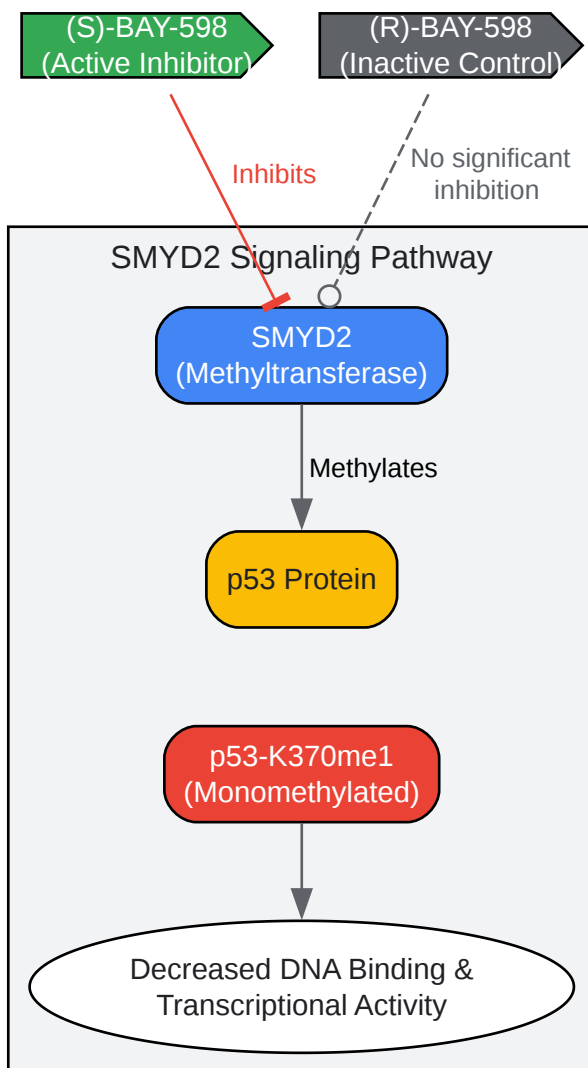 (S)-BAY-598
(Active Inhibitor)
(R)-BAY-598
(Inactive Control)
Inhibits
No significant
inhibition
SMYD2 Signaling Pathway
SMYD2
(Methyltransferase)
Methylates
p53 Protein
p53-K370me1
(Monomethylated)
Decreased DNA Binding &
Transcriptional Activity